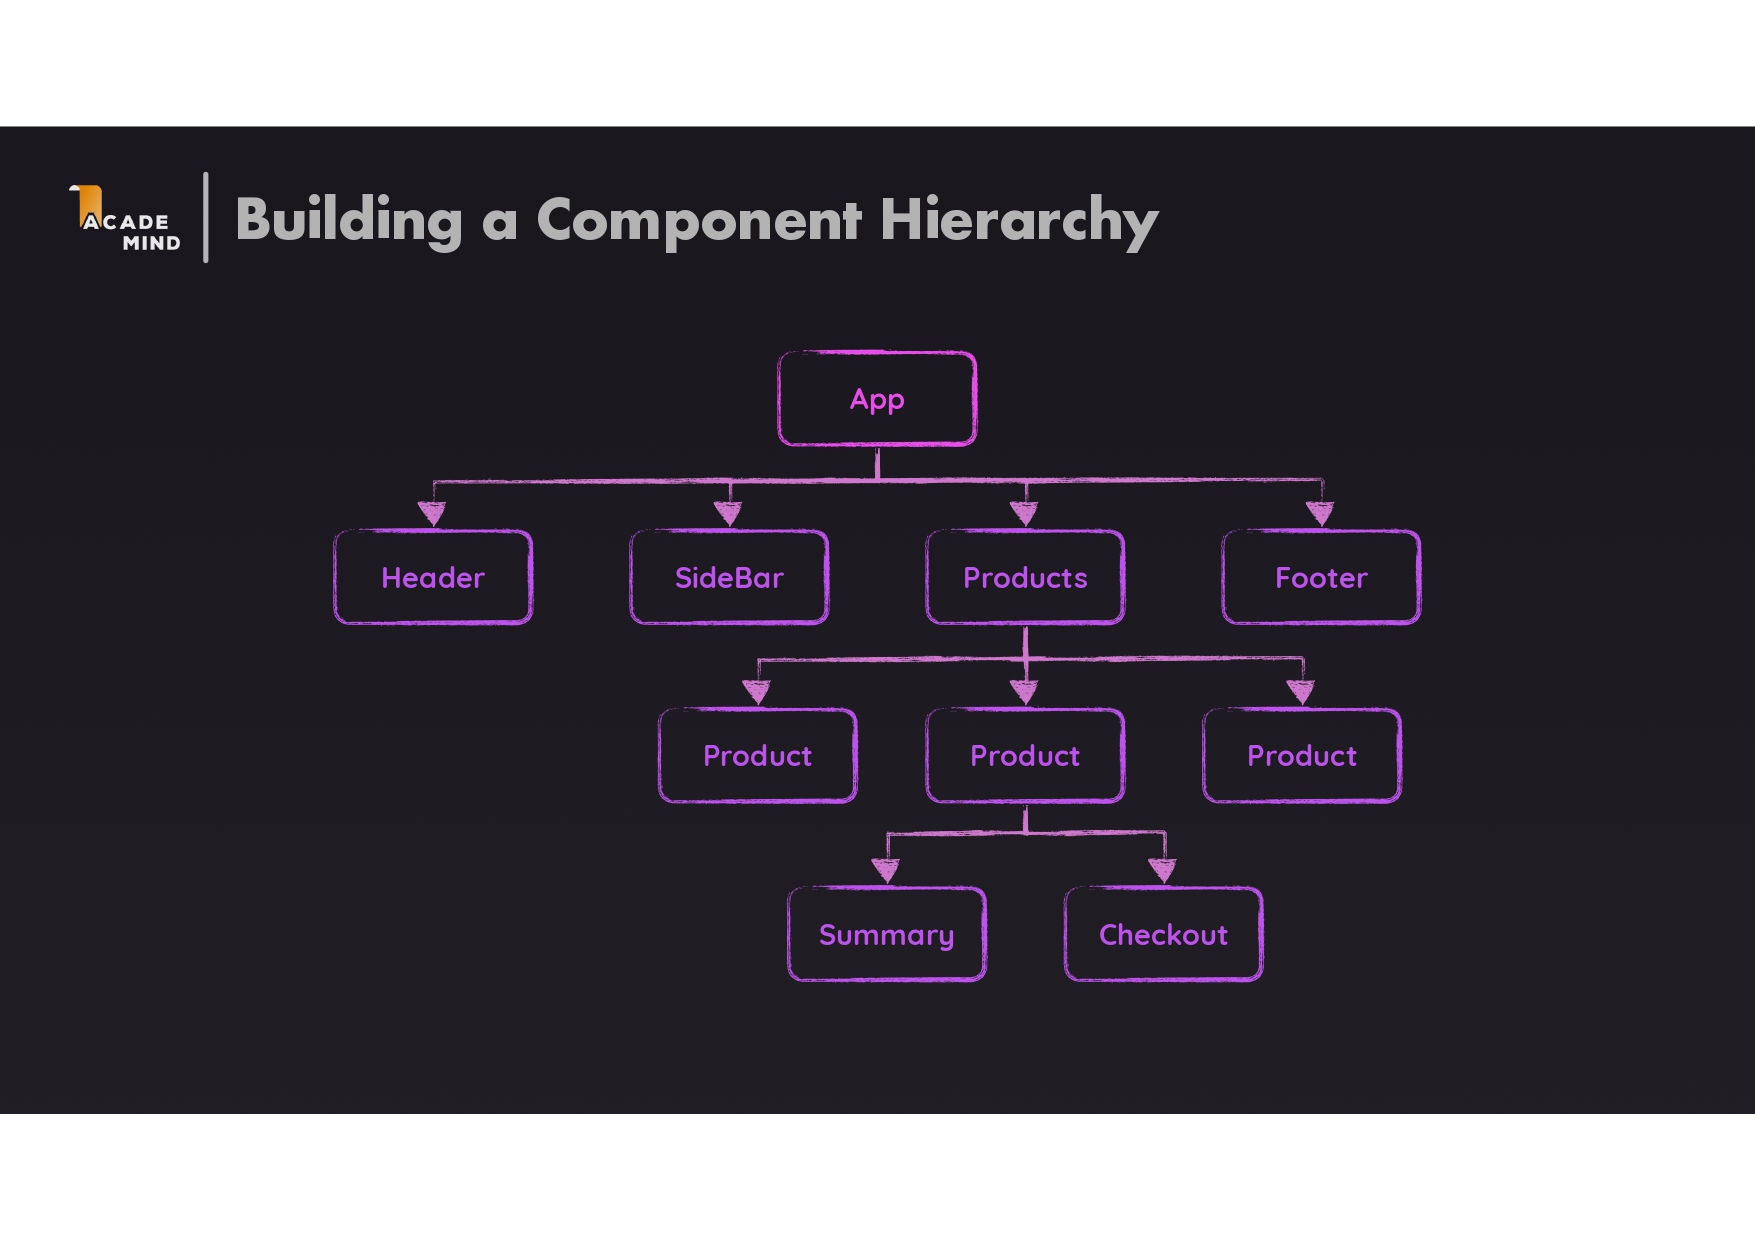 ACADE
MIND
Building a Component Hierarchy
App
Header
SideBar
Products
Footer
Product
Product
Product
Summary
Checkout